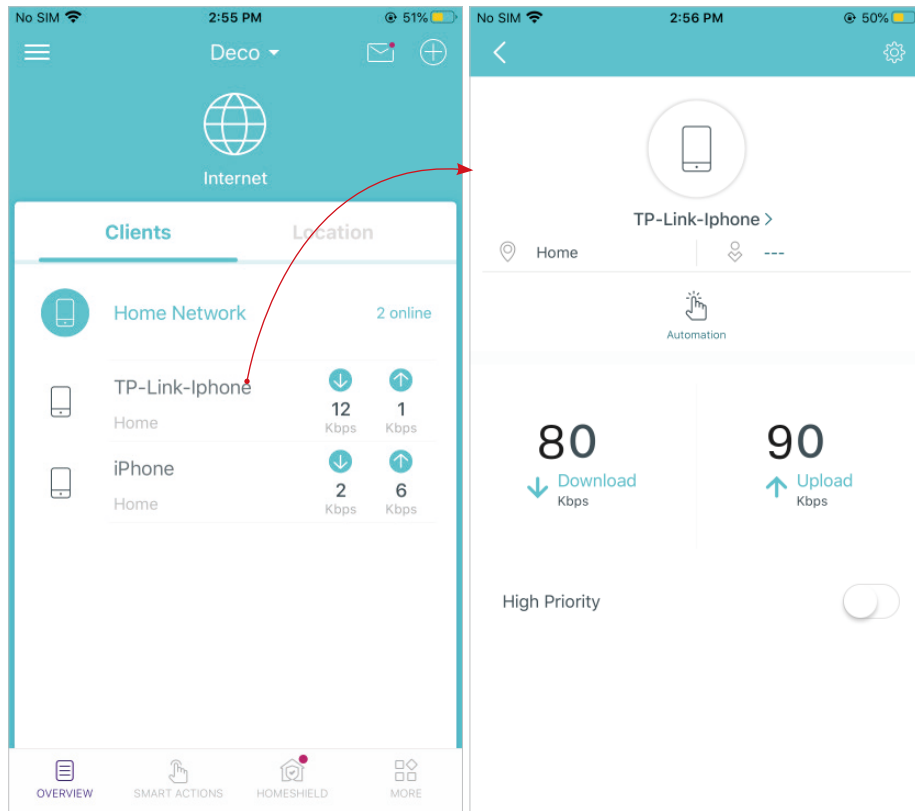 No SIM 2:55 PM 51%
Deco
Internet
Clients Location
Home Network 2 online
TP-Link-Iphone
Home
12 1
Kbps Kbps
iPhone
Home
2 6
Kbps Kbps
OVERVIEW SMART ACTIONS HOMESHIELD MORE
No SIM 2:56 PM 50%
TP-Link-Iphone >
Home ---
Automation
80 90
Download Upload
Kbps Kbps
High Priority